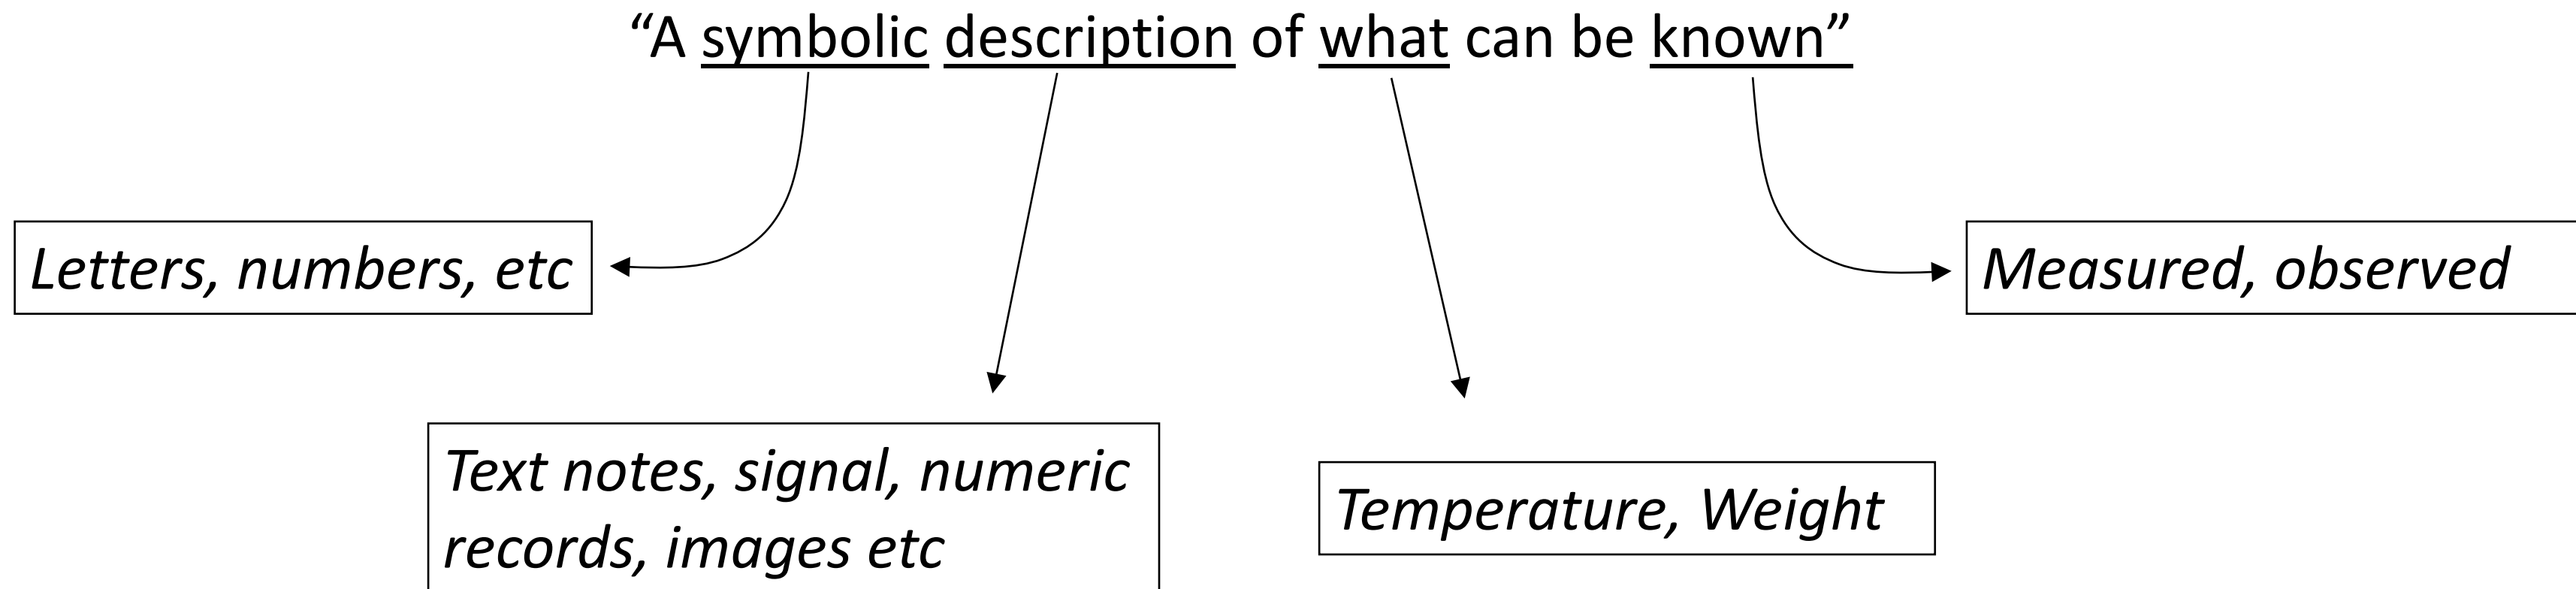 “A symbolic description of what can be known”
Letters, numbers, etc
Measured, observed
Text notes, signal, numeric
records, images etc
Temperature, Weight